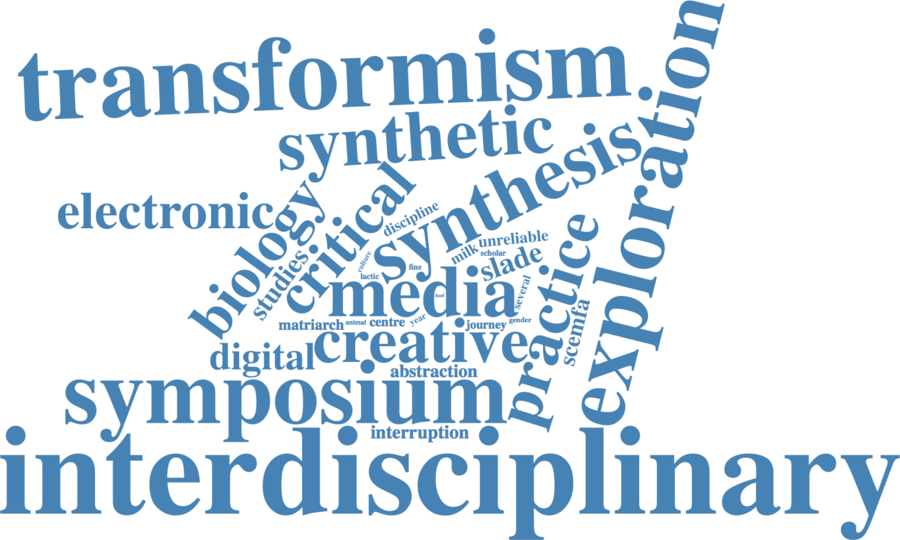 transformism
exploration
synthetic
synthesis
electronic
biology
critical
discipline
studies
culture
lactic
fine
milk
unreliable
scholar
slade
practice
media
food
several
scemfa
matriarch
animal
centre
year
journey
gender
digital
creative
abstraction
symposium
interruption
interdisciplinary